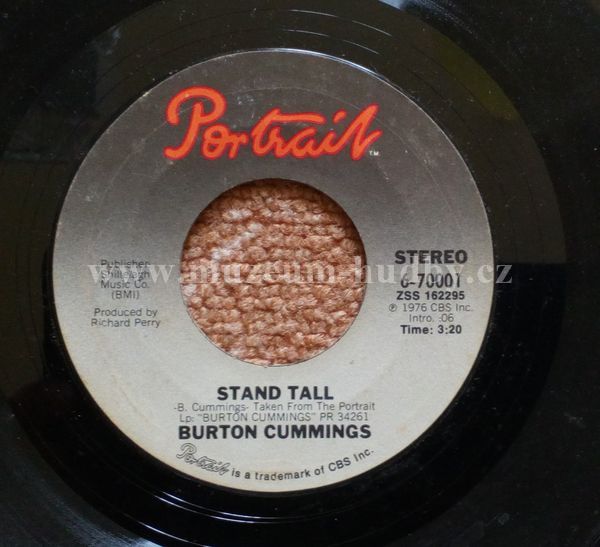 Portrait
T.M.
Publisher
Shillelagh
Music Co.
(BMI)
Produced by
Richard Perry
STEREO
6-70001
ZSS 162295
℗ 1976 CBS Inc.
Intro. :06
Time: 3:20
www.muzeum-hudby.cz
STAND TALL
-B. Cummings- Taken From The Portrait
Lp: "BURTON CUMMINGS" PR 34261
BURTON CUMMINGS
Portrait is a trademark of CBS Inc.